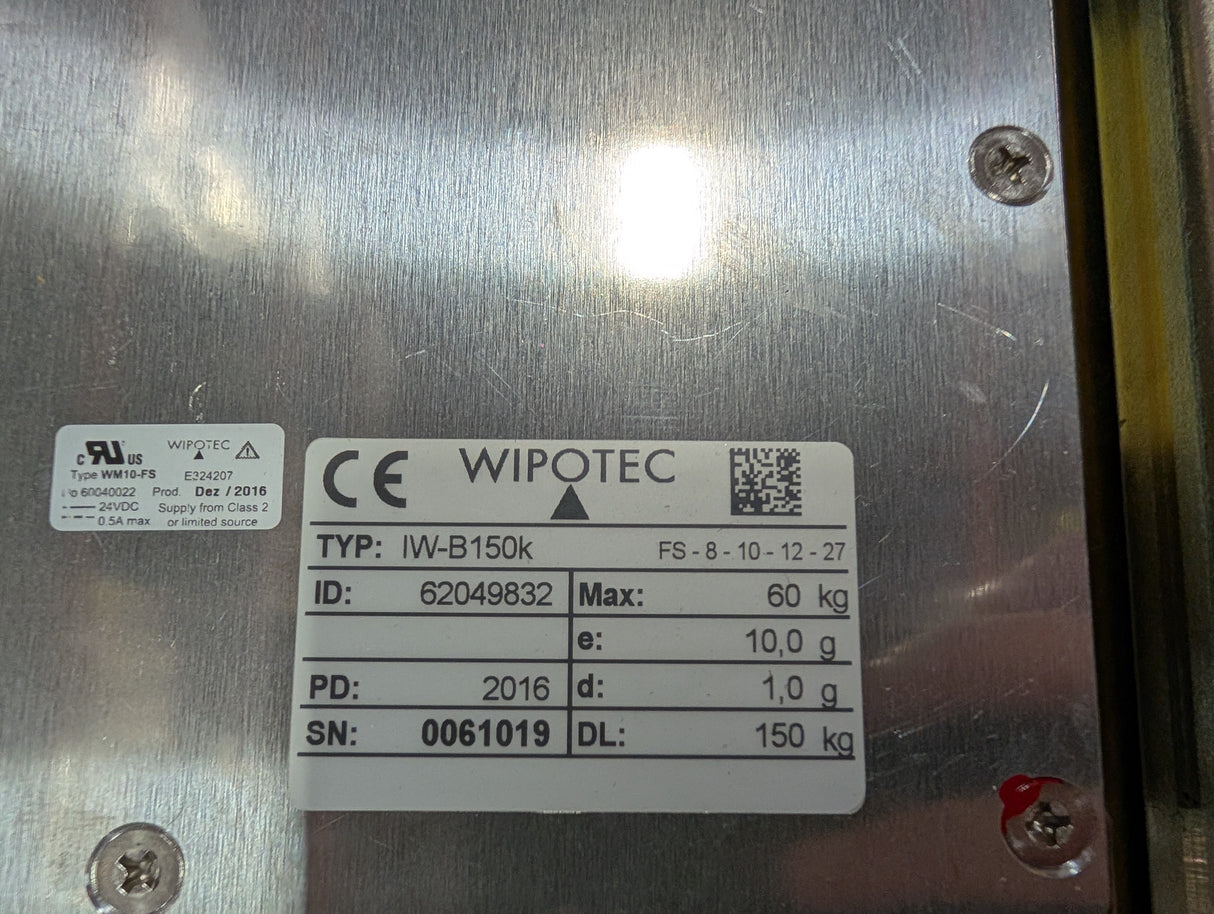 c RU US
WIPOTEC
Type WM10-FS E324207
60040022 Prod. Dez / 2016
24VDC Supply from Class 2
0.5A max or limited source
CE WIPOTEC
TYP: IW-B150k FS - 8 - 10 - 12 - 27
ID: 62049832 Max: 60 kg
e: 10,0 g
PD: 2016 d: 1,0 g
SN: 0061019 DL: 150 kg